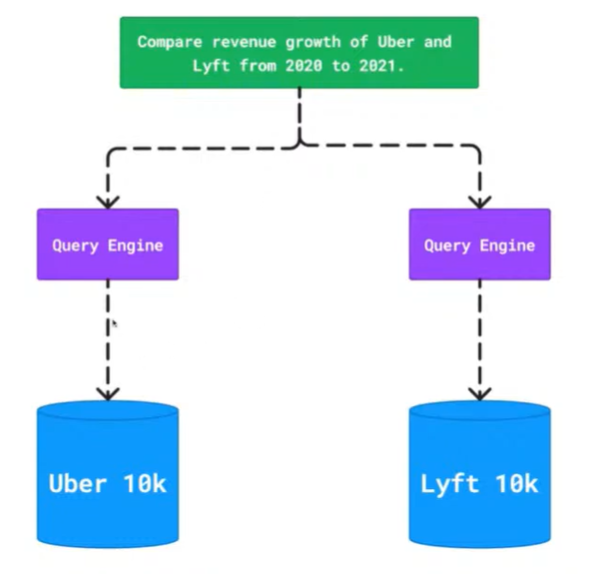 Compare revenue growth of Uber and
Lyft from 2020 to 2021.
Query Engine
Query Engine
Uber 10k
Lyft 10k